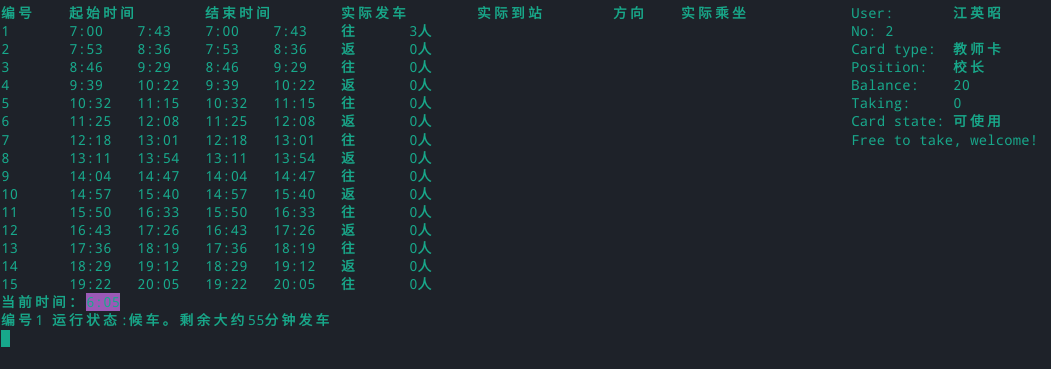 编号 起始时间 结束时间 实际发车 实际到站 方向 实际乘坐
1 7:00 7:43 7:00 7:43 往 3人
2 7:53 8:36 7:53 8:36 返 0人
3 8:46 9:29 8:46 9:29 往 0人
4 9:39 10:22 9:39 10:22 返 0人
5 10:32 11:15 10:32 11:15 往 0人
6 11:25 12:08 11:25 12:08 返 0人
7 12:18 13:01 12:18 13:01 往 0人
8 13:11 13:54 13:11 13:54 返 0人
9 14:04 14:47 14:04 14:47 往 0人
10 14:57 15:40 14:57 15:40 返 0人
11 15:50 16:33 15:50 16:33 往 0人
12 16:43 17:26 16:43 17:26 返 0人
13 17:36 18:19 17:36 18:19 往 0人
14 18:29 19:12 18:29 19:12 返 0人
15 19:22 20:05 19:22 20:05 往 0人
当前时间:
编号1 运行状态:候车。剩余大约55分钟发车
User: 江英昭
No: 2
Card type: 教师卡
Position: 校长
Balance: 20
Taking: 0
Card state: 可使用
Free to take, welcome!